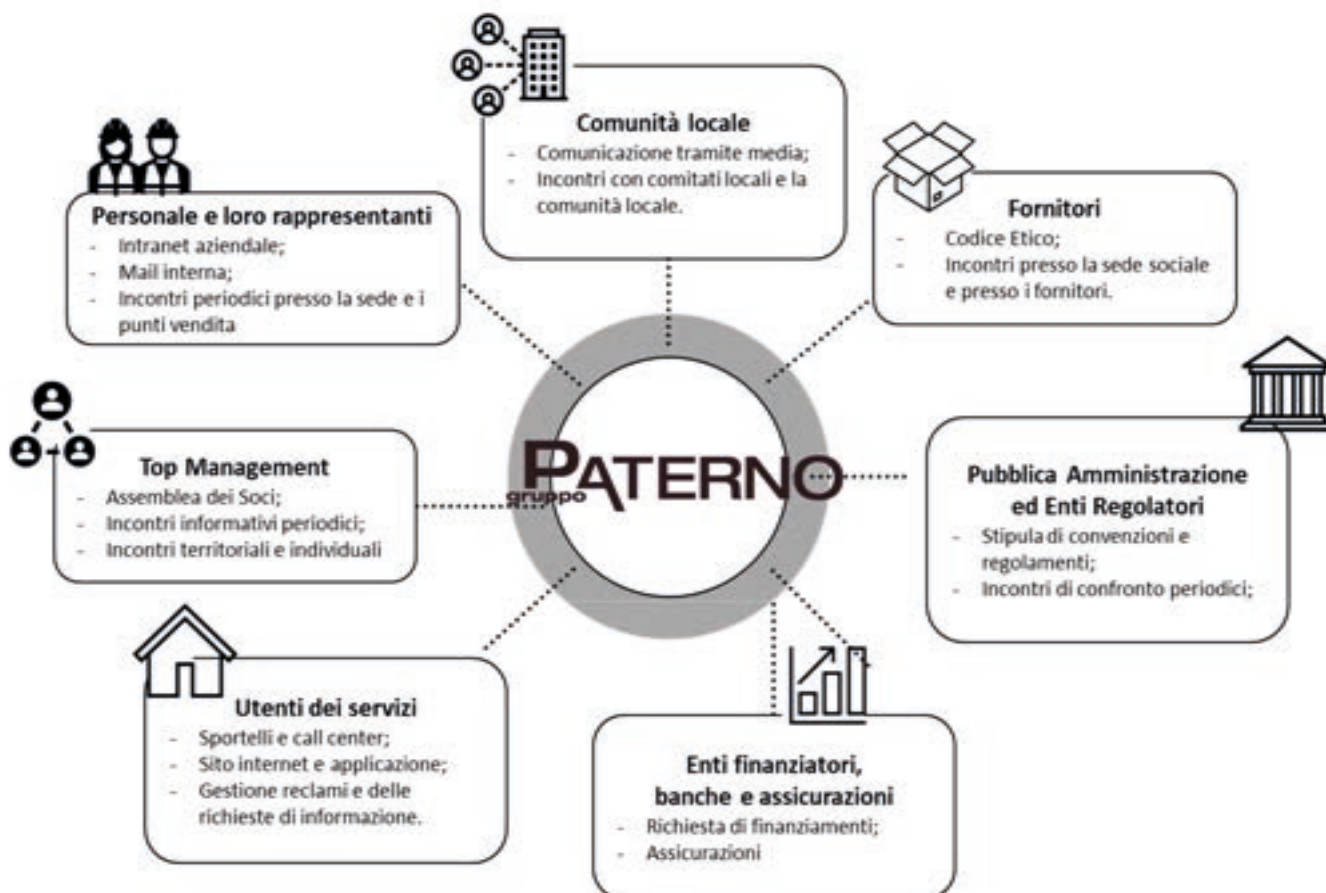 Comunità locale
- Comunicazione tramite media;
- Incontri con comitati locali e la
comunità locale.
Personale e loro rappresentanti
- Intranet aziendale;
- Mail interna;
- Incontri periodici presso la sede e i
punti vendita
Fornitori
- Codice Etico;
- Incontri presso la sede sociale
e presso i fornitori.
Top Management
- Assemblea dei Soci;
- Incontri informativi periodici;
- Incontri territoriali e individuali
gruppo PATERNO
Pubblica Amministrazione
ed Enti Regolatori
- Stipula di convenzioni e
regolamenti;
- Incontri di confronto periodici;
Utenti dei servizi
- Sportelli e call center;
- Sito internet e applicazione;
- Gestione reclami e delle
richieste di informazione.
Enti finanziatori,
banche e assicurazioni
- Richiesta di finanziamenti;
- Assicurazioni